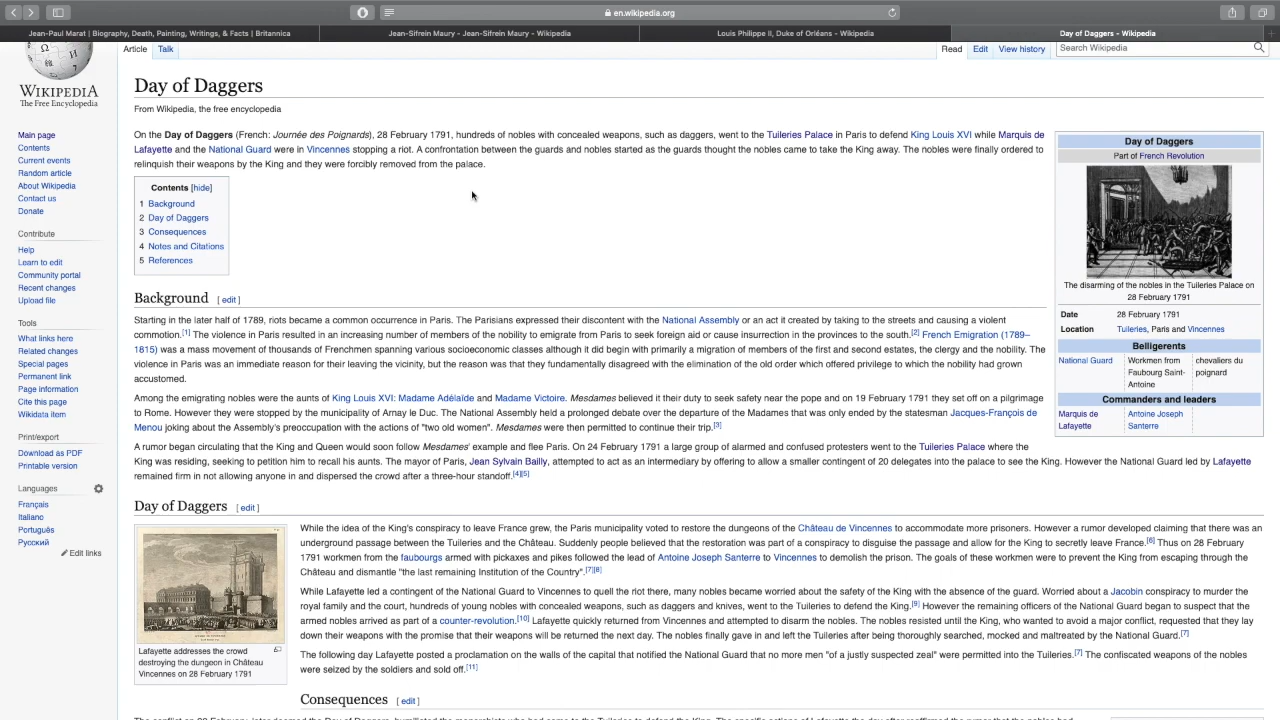 en.wikipedia.org
Jean-Paul Marat | Biography, Death, Painting, Writings, & Facts | Britannica
Jean-Sifrein Maury - Jean-Sifrein Maury - Wikipedia
Louis Philippe II, Duke of Orléans - Wikipedia
Day of Daggers - Wikipedia
Article Talk
Read Edit View history
Search Wikipedia
WIKIPEDIA
The Free Encyclopedia
Main page
Contents
Current events
Random article
About Wikipedia
Contact us
Donate
Contribute
Help
Learn to edit
Community portal
Recent changes
Upload file
Tools
What links here
Related changes
Special pages
Permanent link
Page information
Cite this page
Wikidata item
Print/export
Download as PDF
Printable version
Languages
Français
Italiano
Português
Русский
Edit links
Day of Daggers
From Wikipedia, the free encyclopedia
On the Day of Daggers (French: Journée des Poignards), 28 February 1791, hundreds of nobles with concealed weapons, such as daggers, went to the Tuileries Palace in Paris to defend King Louis XVI while Marquis de
Lafayette and the National Guard were in Vincennes stopping a riot. A confrontation between the guards and nobles started as the guards thought the nobles came to take the King away. The nobles were finally ordered to
relinquish their weapons by the King and they were forcibly removed from the palace.
Contents [hide]
1 Background
2 Day of Daggers
3 Consequences
4 Notes and Citations
5 References
Day of Daggers
Part of French Revolution
The disarming of the nobles in the Tuileries Palace on
28 February 1791
Date 28 February 1791
Location Tuileries, Paris and Vincennes
Belligerents
National Guard
Workmen from
Faubourg Saint-
Antoine
chevaliers du
poignard
Commanders and leaders
Marquis de
Lafayette
Antoine Joseph
Santerre
Background [ edit ]
Starting in the later half of 1789, riots became a common occurrence in Paris. The Parisians expressed their discontent with the National Assembly or an act it created by taking to the streets and causing a violent
commotion.[1] The violence in Paris resulted in an increasing number of members of the nobility to emigrate from Paris to seek foreign aid or cause insurrection in the provinces to the south.[2] French Emigration (1789–
1815) was a mass movement of thousands of Frenchmen spanning various socioeconomic classes although it did begin with primarily a migration of members of the first and second estates, the clergy and the nobility. The
violence in Paris was an immediate reason for their leaving the vicinity, but the reason was that they fundamentally disagreed with the elimination of the old order which offered privilege to which the nobility had grown
accustomed.
Among the emigrating nobles were the aunts of King Louis XVI: Madame Adélaïde and Madame Victoire. Mesdames believed it their duty to seek safety near the pope and on 19 February 1791 they set off on a pilgrimage
to Rome. However they were stopped by the municipality of Arnay le Duc. The National Assembly held a prolonged debate over the departure of the Madames that was only ended by the statesman Jacques-François de
Menou joking about the Assembly's preoccupation with the actions of "two old women". Mesdames were then permitted to continue their trip.[3]
A rumor began circulating that the King and Queen would soon follow Mesdames' example and flee Paris. On 24 February 1791 a large group of alarmed and confused protesters went to the Tuileries Palace where the
King was residing, seeking to petition him to recall his aunts. The mayor of Paris, Jean Sylvain Bailly, attempted to act as an intermediary by offering to allow a smaller contingent of 20 delegates into the palace to see the King. However the National Guard led by Lafayette
remained firm in not allowing anyone in and dispersed the crowd after a three-hour standoff.[4][5]
Day of Daggers [ edit ]
Lafayette addresses the crowd
destroying the dungeon in Château
Vincennes on 28 February 1791
While the idea of the King's conspiracy to leave France grew, the Paris municipality voted to restore the dungeons of the Château de Vincennes to accommodate more prisoners. However a rumor developed claiming that there was an
underground passage between the Tuileries and the Château. Suddenly people believed that the restoration was part of a conspiracy to disguise the passage and allow for the King to secretly leave France.[6] Thus on 28 February
1791 workmen from the faubourgs armed with pickaxes and pikes followed the lead of Antoine Joseph Santerre to Vincennes to demolish the prison. The goals of these workmen were to prevent the King from escaping through the
Château and dismantle "the last remaining Institution of the Country".[7][8]
While Lafayette led a contingent of the National Guard to Vincennes to quell the riot there, many nobles became worried about the safety of the King with the absence of the guard. Worried about a Jacobin conspiracy to murder the
royal family and the court, hundreds of young nobles with concealed weapons, such as daggers and knives, went to the Tuileries to defend the King.[9] However the remaining officers of the National Guard began to suspect that the
armed nobles arrived as part of a counter-revolution.[10] Lafayette quickly returned from Vincennes and attempted to disarm the nobles. The nobles resisted until the King, who wanted to avoid a major conflict, requested that they lay
down their weapons with the promise that their weapons will be returned the next day. The nobles finally gave in and left the Tuileries after being thoroughly searched, mocked and maltreated by the National Guard.[7]
The following day Lafayette posted a proclamation on the walls of the capital that notified the National Guard that no more men "of a justly suspected zeal" were permitted into the Tuileries.[7] The confiscated weapons of the nobles
were seized by the soldiers and sold off.[11]
Consequences [ edit ]